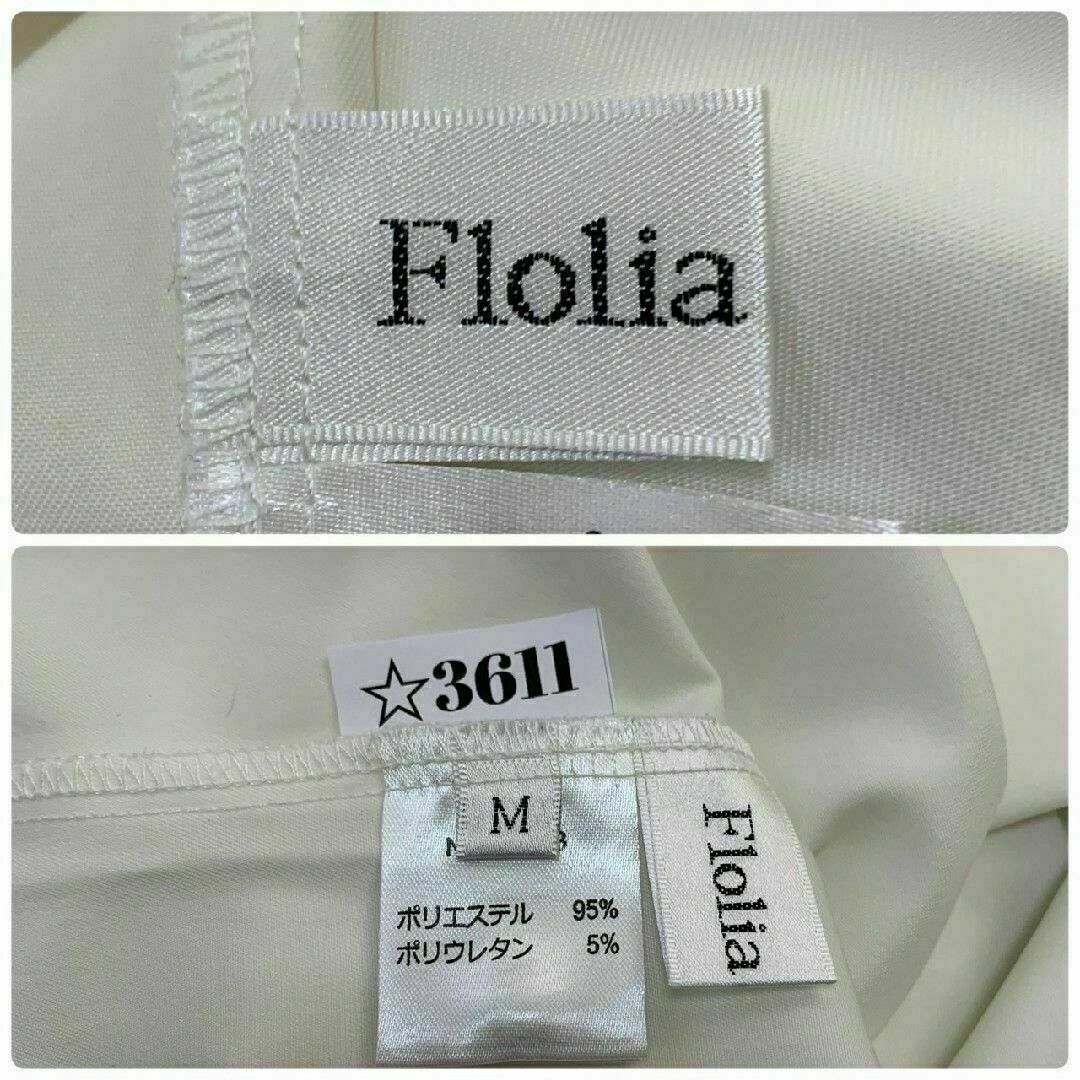 Flolia
☆3611
M
ポリエステル 95%
ポリウレタン 5%
Flolia